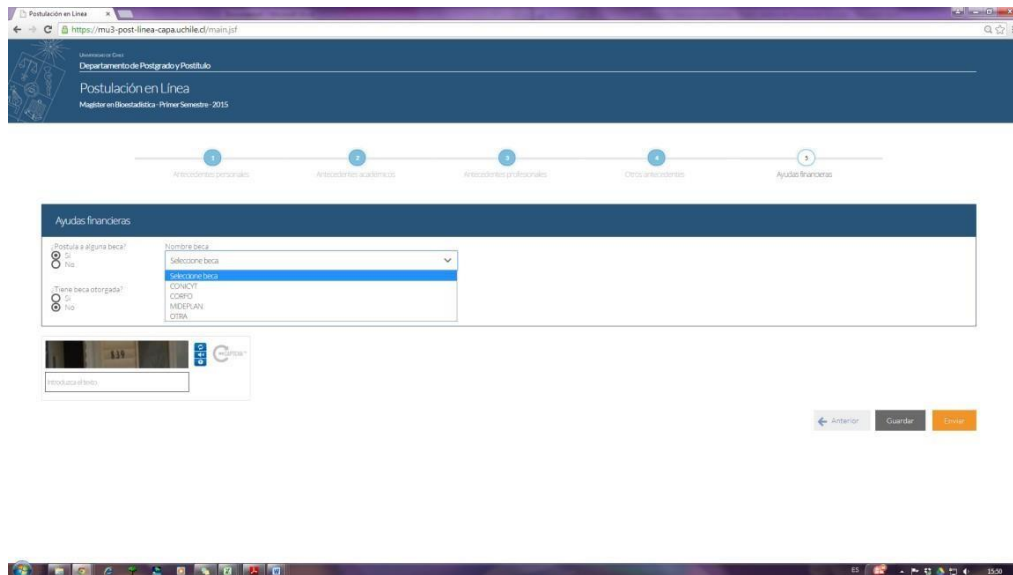 Postulación en Línea
https://mu3-post-linea-capa.uchile.cl/main.jsf
Departamento de Postgrado y Postítulo
Postulación en Línea
Magíster en Bioestadística - Primer Semestre - 2015
1
2
3
4
5
Antecedentes personales
Antecedentes académicos
Antecedentes profesionales
Otros antecedentes
Ayudas financieras
Ayudas financieras
¿Postula a alguna beca?
Si
No
Nombre beca
Seleccione beca
Seleccione beca
CONICYT
CORFO
MIDEPLAN
OTRA
¿Tiene beca otorgada?
Si
No
Introduzca el texto
Anterior
Guardar
Enviar
ES
15:50